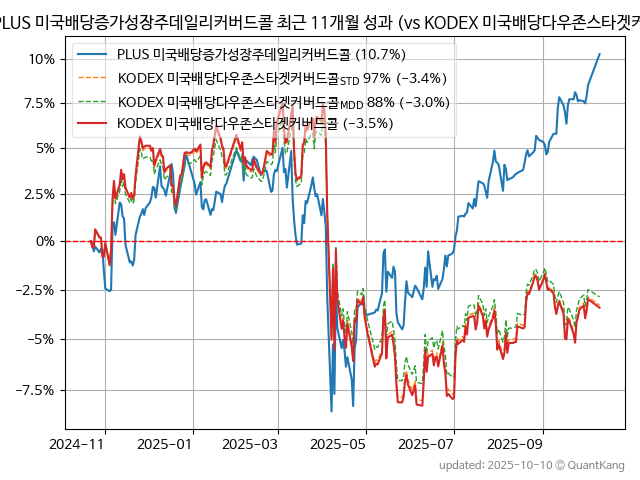 PLUS 미국배당증가성장주데일리커버드콜 최근 11개월 성과 (vs KODEX 미국배당다우존스타겟커
PLUS 미국배당증가성장주데일리커버드콜 (10.7%)
KODEX 미국배당다우존스타겟커버드콜STD 97% (−3.4%)
KODEX 미국배당다우존스타겟커버드콜MDD 88% (−3.0%)
KODEX 미국배당다우존스타겟커버드콜 (−3.5%)
10%
7.5%
5%
2.5%
0%
−2.5%
−5%
−7.5%
2024−11 2025−01 2025−03 2025−05 2025−07 2025−09
updated: 2025-10-10 © QuantKang